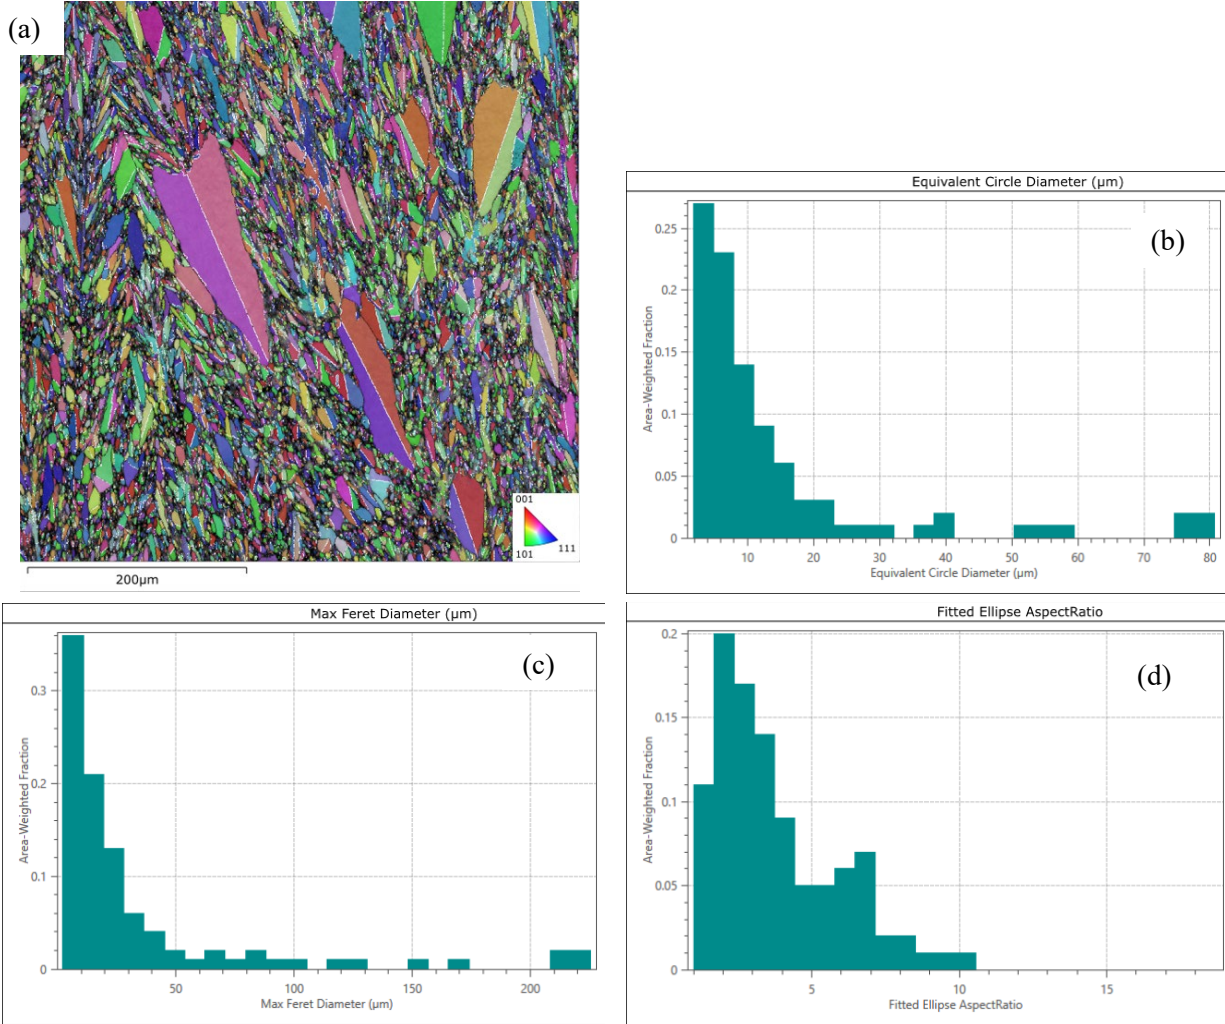 (a)
001
101
111
200µm
Equivalent Circle Diameter (µm)
(b)
Area-Weighted Fraction
0.25
0.2
0.15
0.1
0.05
0
10
20
30
40
50
60
70
80
Equivalent Circle Diameter (µm)
Max Feret Diameter (µm)
(c)
Area-Weighted Fraction
0.3
0.2
0.1
0
50
100
150
200
Max Feret Diameter (µm)
Fitted Ellipse AspectRatio
(d)
Area-Weighted Fraction
0.2
0.15
0.1
0.05
0
5
10
15
Fitted Ellipse AspectRatio